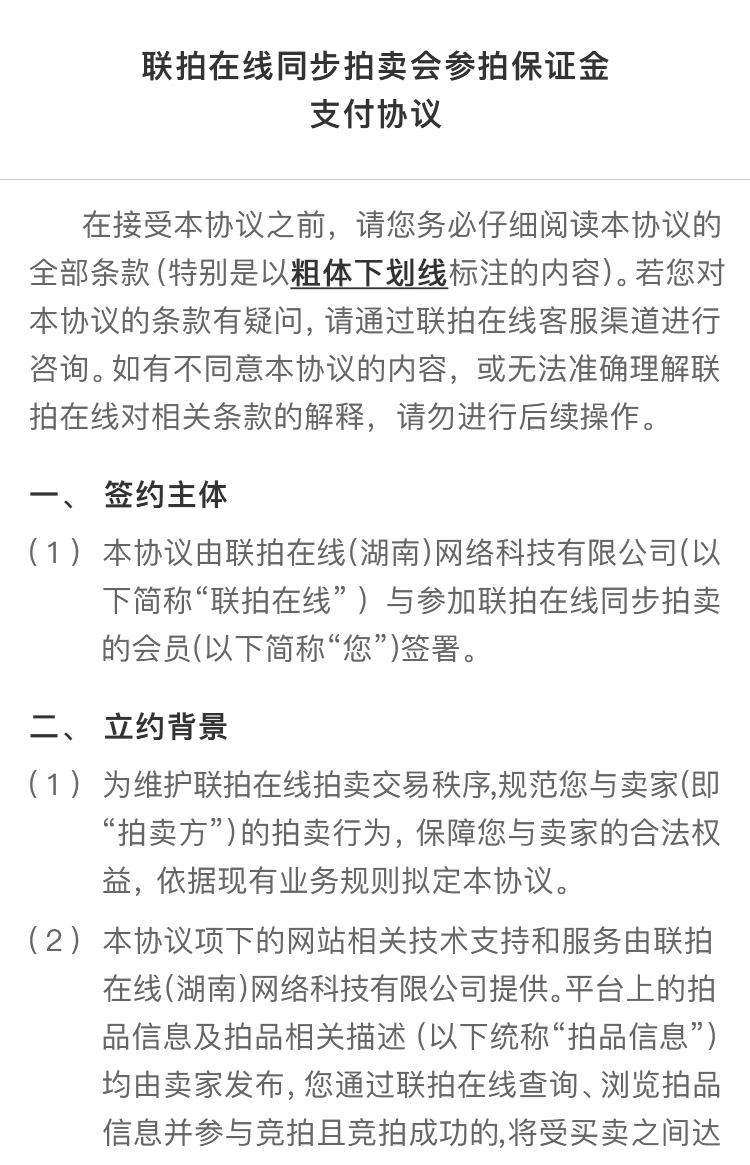 联拍在线同步拍卖会参拍保证金
支付协议
在接受本协议之前，请您务必仔细阅读本协议的
全部条款(特别是以粗体下划线标注的内容)。若您对
本协议的条款有疑问，请通过联拍在线客服渠道进行
咨询。如有不同意本协议的内容，或无法准确理解联
拍在线对相关条款的解释，请勿进行后续操作。
一、 签约主体
(1) 本协议由联拍在线(湖南)网络科技有限公司(以
下简称“联拍在线” ) 与参加联拍在线同步拍卖
的会员(以下简称“您”)签署。
二、 立约背景
(1) 为维护联拍在线拍卖交易秩序,规范您与卖家(即
“拍卖方”)的拍卖行为，保障您与卖家的合法权
益，依据现有业务规则拟定本协议。
(2) 本协议项下的网站相关技术支持和服务由联拍
在线(湖南)网络科技有限公司提供。平台上的拍
品信息及拍品相关描述 (以下统称“拍品信息”)
均由卖家发布，您通过联拍在线查询、浏览拍品
信息并参与竞拍且竞拍成功的,将受买卖之间达